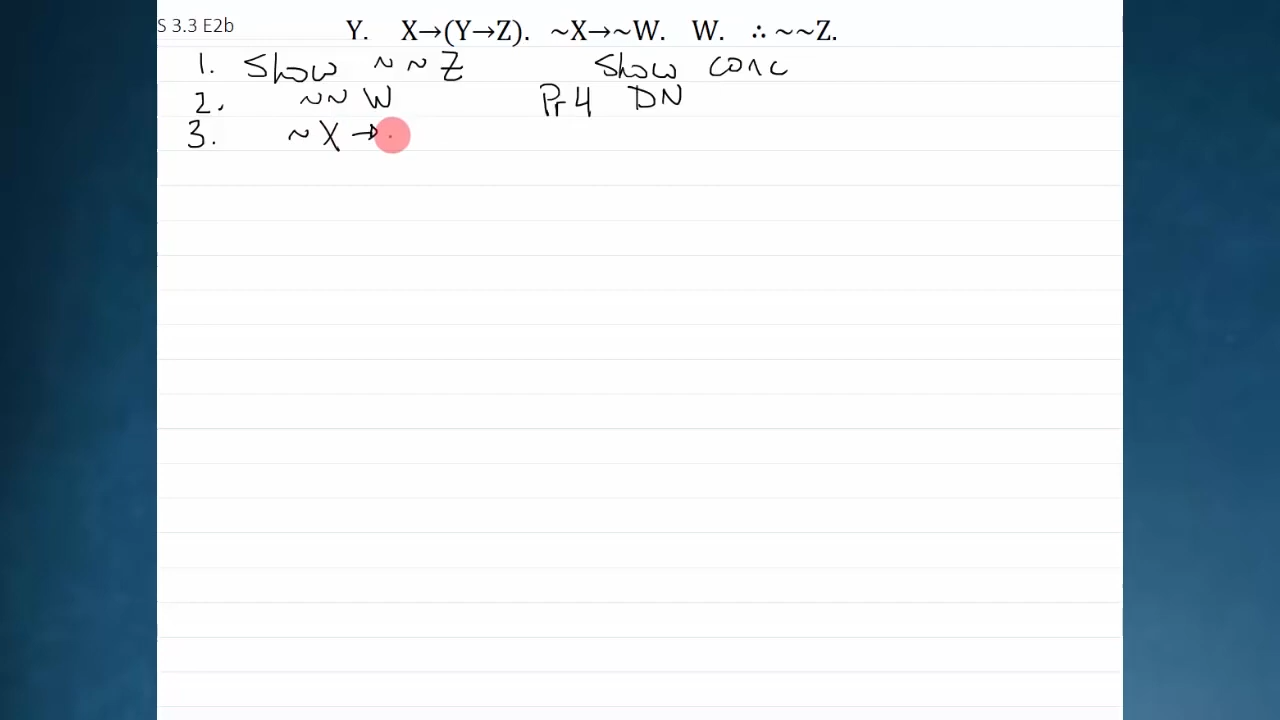 S 3.3 E2b Y. X→(Y→Z). ~X→~W. W. ∴ ~~Z.
1. Show ~~Z Show conc
2. ~~W Pr4 DN
3. ~X→